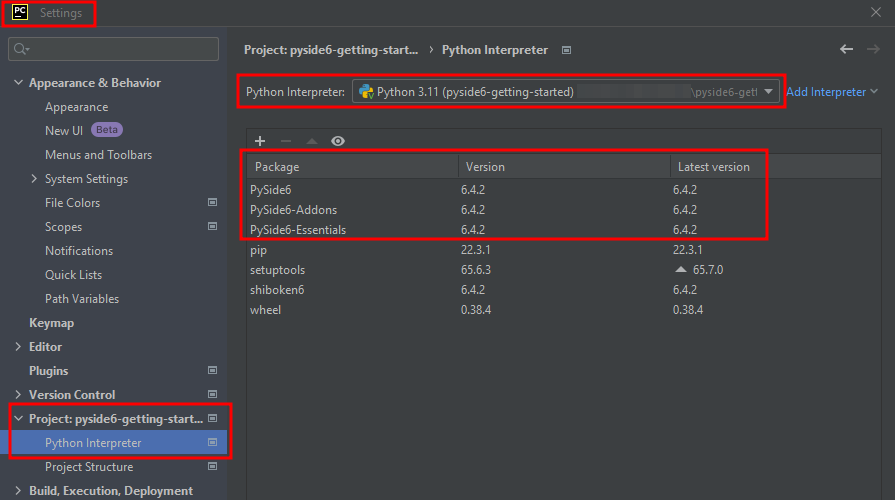 PC Settings
Project: pyside6-getting-start... › Python Interpreter
Python Interpreter: Python 3.11 (pyside6-getting-started) \pyside6-gett Add Interpreter
Appearance & Behavior
Appearance
New UI Beta
Menus and Toolbars
System Settings
File Colors
Scopes
Notifications
Quick Lists
Path Variables
Keymap
Editor
Plugins
Version Control
Project: pyside6-getting-start...
Python Interpreter
Project Structure
Build, Execution, Deployment
Package Version Latest version
PySide6 6.4.2 6.4.2
PySide6-Addons 6.4.2 6.4.2
PySide6-Essentials 6.4.2 6.4.2
pip 22.3.1 22.3.1
setuptools 65.6.3 65.7.0
shiboken6 6.4.2 6.4.2
wheel 0.38.4 0.38.4